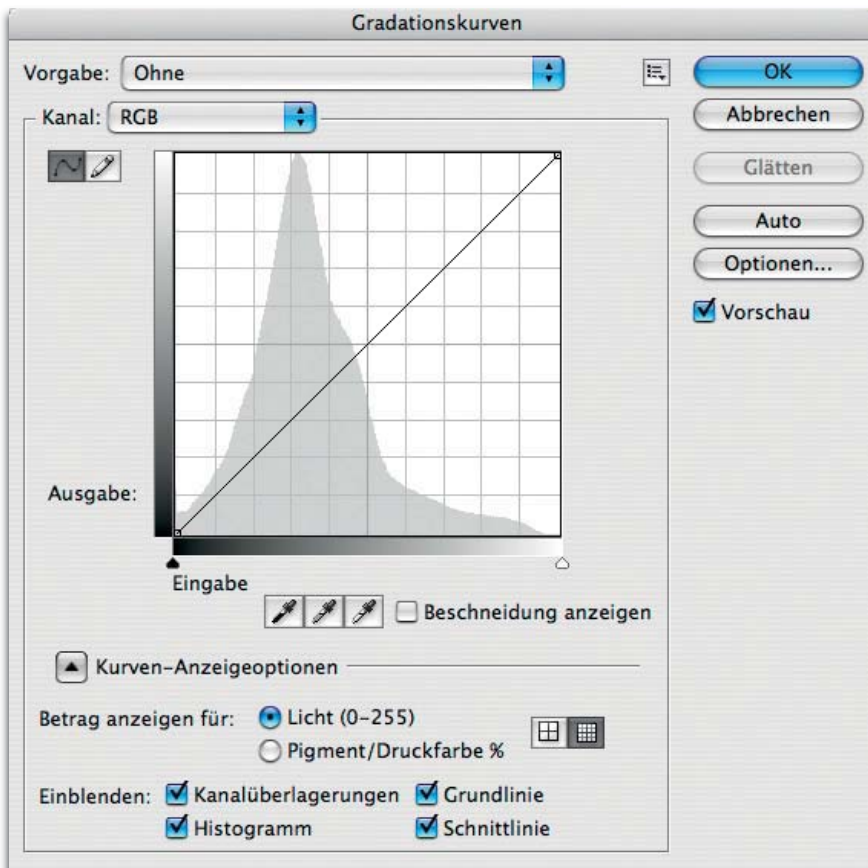 Gradationskurven
Vorgabe: Ohne
Kanal: RGB
OK
Abbrechen
Glätten
Auto
Optionen...
Vorschau
Ausgabe:
Eingabe
Beschneidung anzeigen
Kurven-Anzeigeoptionen
Betrag anzeigen für: Licht (0–255)
Pigment/Druckfarbe %
Einblenden: Kanalüberlagerungen Grundlinie
Histogramm Schnittlinie